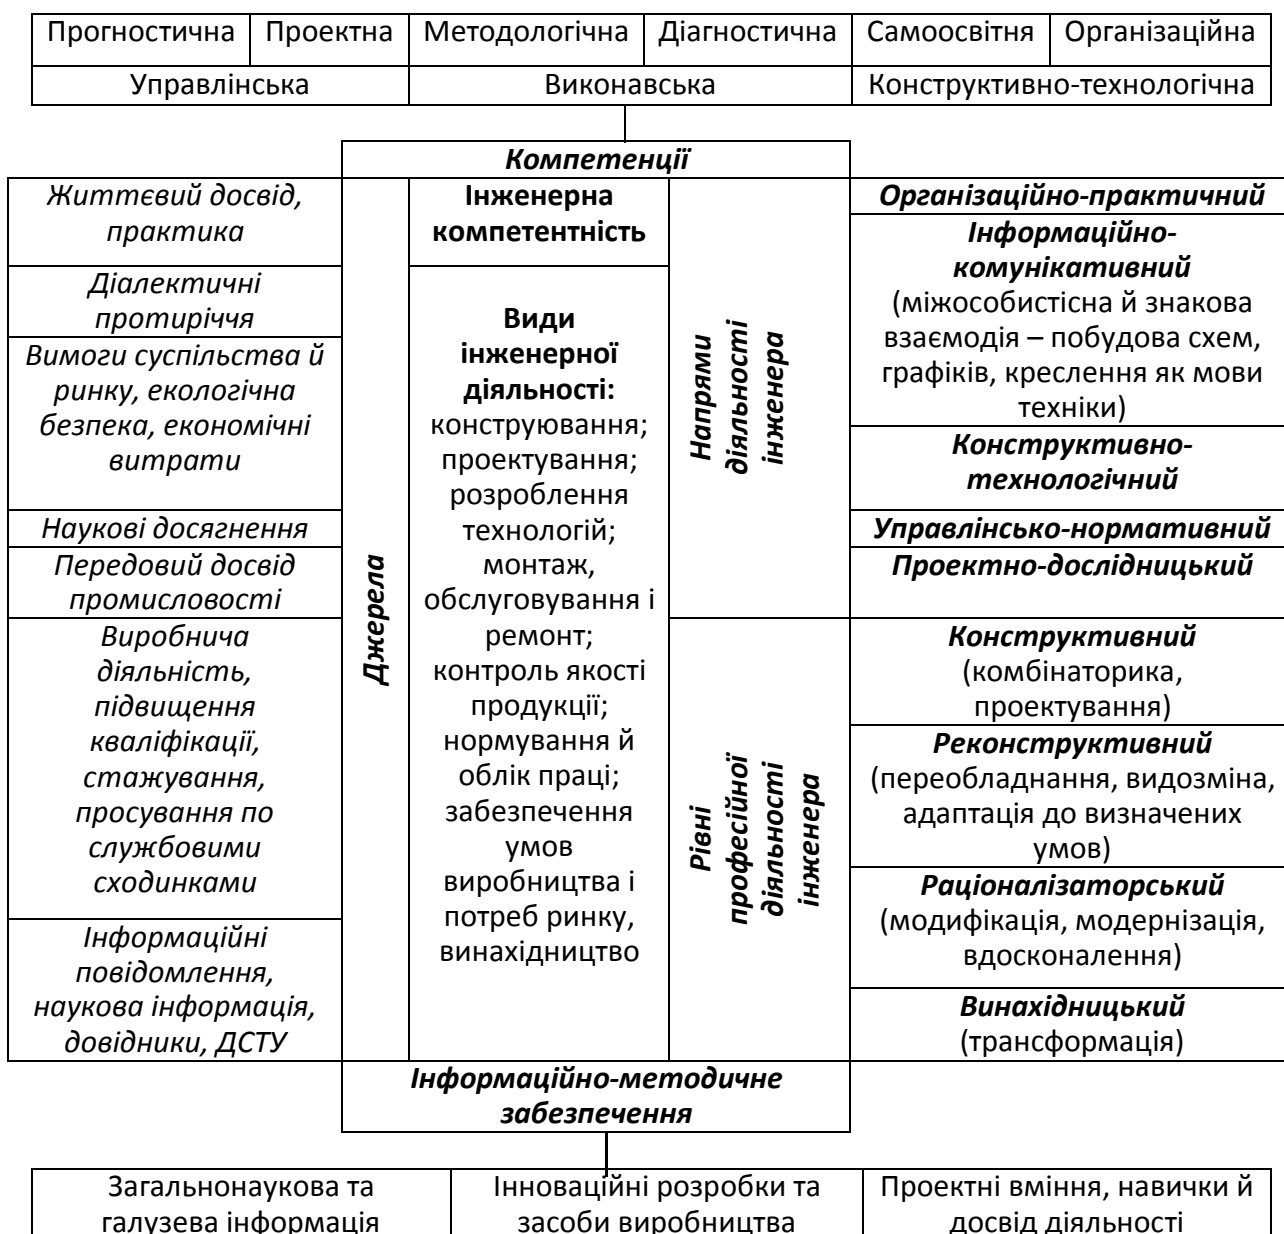 Прогностична
Проектна
Методологічна
Діагностична
Самоосвітня
Організаційна
Управлінська
Виконавська
Конструктивно-технологічна
Компетенції
Життєвий досвід,
практика
Діалектичні
протиріччя
Вимоги суспільства й
ринку, екологічна
безпека, економічні
витрати
Наукові досягнення
Передовий досвід
промисловості
Виробнича
діяльність,
підвищення
кваліфікації,
стажування,
просування по
службовими
сходинками
Інформаційні
повідомлення,
наукова інформація,
довідники, ДСТУ
Джерела
Інженерна
компетентність
Види
інженерної
діяльності:
конструювання;
проектування;
розроблення
технологій;
монтаж,
обслуговування і
ремонт;
контроль якості
продукції;
нормування й
облік праці;
забезпечення
умов
виробництва і
потреб ринку,
винахідництво
Напрями
діяльності
інженера
Організаційно-практичний
Інформаційно-
комунікативний
(міжособистісна й знакова
взаємодія – побудова схем,
графіків, креслення як мови
техніки)
Конструктивно-
технологічний
Управлінсько-нормативний
Проектно-дослідницький
Рівні
професійної
діяльності
інженера
Конструктивний
(комбінаторика,
проектування)
Реконструктивний
(переобладнання, видозміна,
адаптація до визначених
умов)
Раціоналізаторський
(модифікація, модернізація,
вдосконалення)
Винахідницький
(трансформація)
Інформаційно-методичне
забезпечення
Загальнонаукова та
галузева інформація
Інноваційні розробки та
засоби виробництва
Проектні вміння, навички й
досвід діяльності